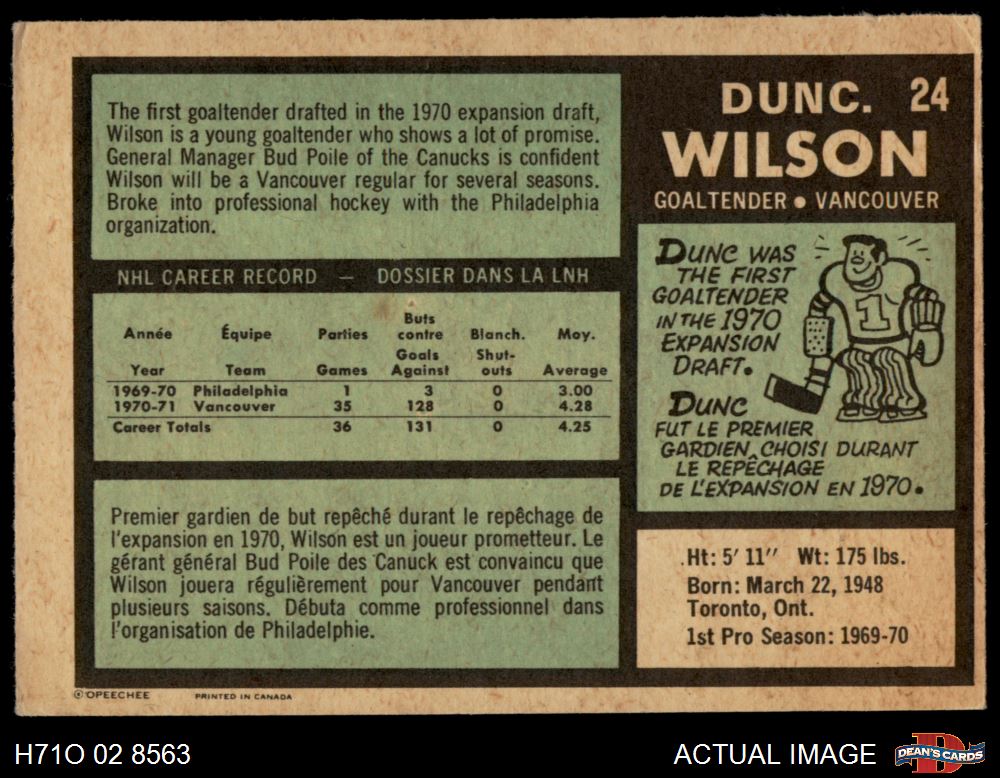 The first goaltender drafted in the 1970 expansion draft,
Wilson is a young goaltender who shows a lot of promise.
General Manager Bud Poile of the Canucks is confident
Wilson will be a Vancouver regular for several seasons.
Broke into professional hockey with the Philadelphia
organization.
DUNC. 24
WILSON
GOALTENDER • VANCOUVER
NHL CAREER RECORD — DOSSIER DANS LA LNH
Année Équipe Parties Buts contre Blanch. Moy.
Year Team Games Goals Against Shut-outs Average
1969-70 Philadelphia 1 3 0 3.00
1970-71 Vancouver 35 128 0 4.28
Career Totals 36 131 0 4.25
DUNC WAS
THE FIRST
GOALTENDER
IN THE 1970
EXPANSION
DRAFT.
DUNC
FUT LE PREMIER
GARDIEN CHOISI DURANT
LE REPÊCHAGE
DE L'EXPANSION EN 1970.
1
Premier gardien de but repêché durant le repêchage de
l'expansion en 1970, Wilson est un joueur prometteur. Le
gérant général Bud Poile des Canuck est convaincu que
Wilson jouera régulièrement pour Vancouver pendant
plusieurs saisons. Débuta comme professionnel dans
l'organisation de Philadelphie.
Ht: 5' 11" Wt: 175 lbs.
Born: March 22, 1948
Toronto, Ont.
1st Pro Season: 1969-70
© OPEECHEE PRINTED IN CANADA
H71O 02 8563
ACTUAL IMAGE
D
DEAN'S CARDS